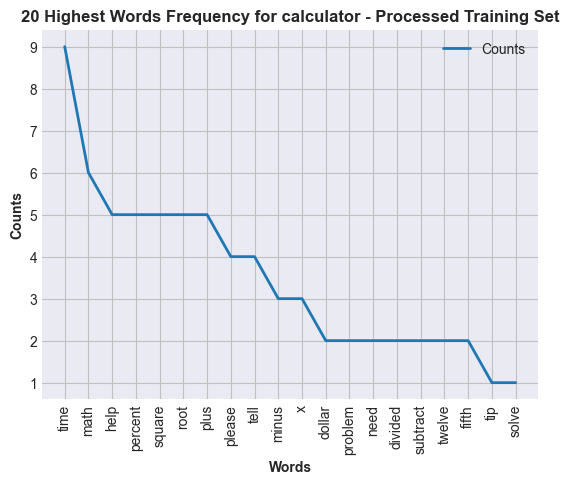 20 Highest Words Frequency for calculator - Processed Training Set
Counts
9
8
7
6
5
4
3
2
1
Counts
time
math
help
percent
square
root
plus
please
tell
minus
x
dollar
problem
need
divided
subtract
twelve
fifth
tip
solve
Words